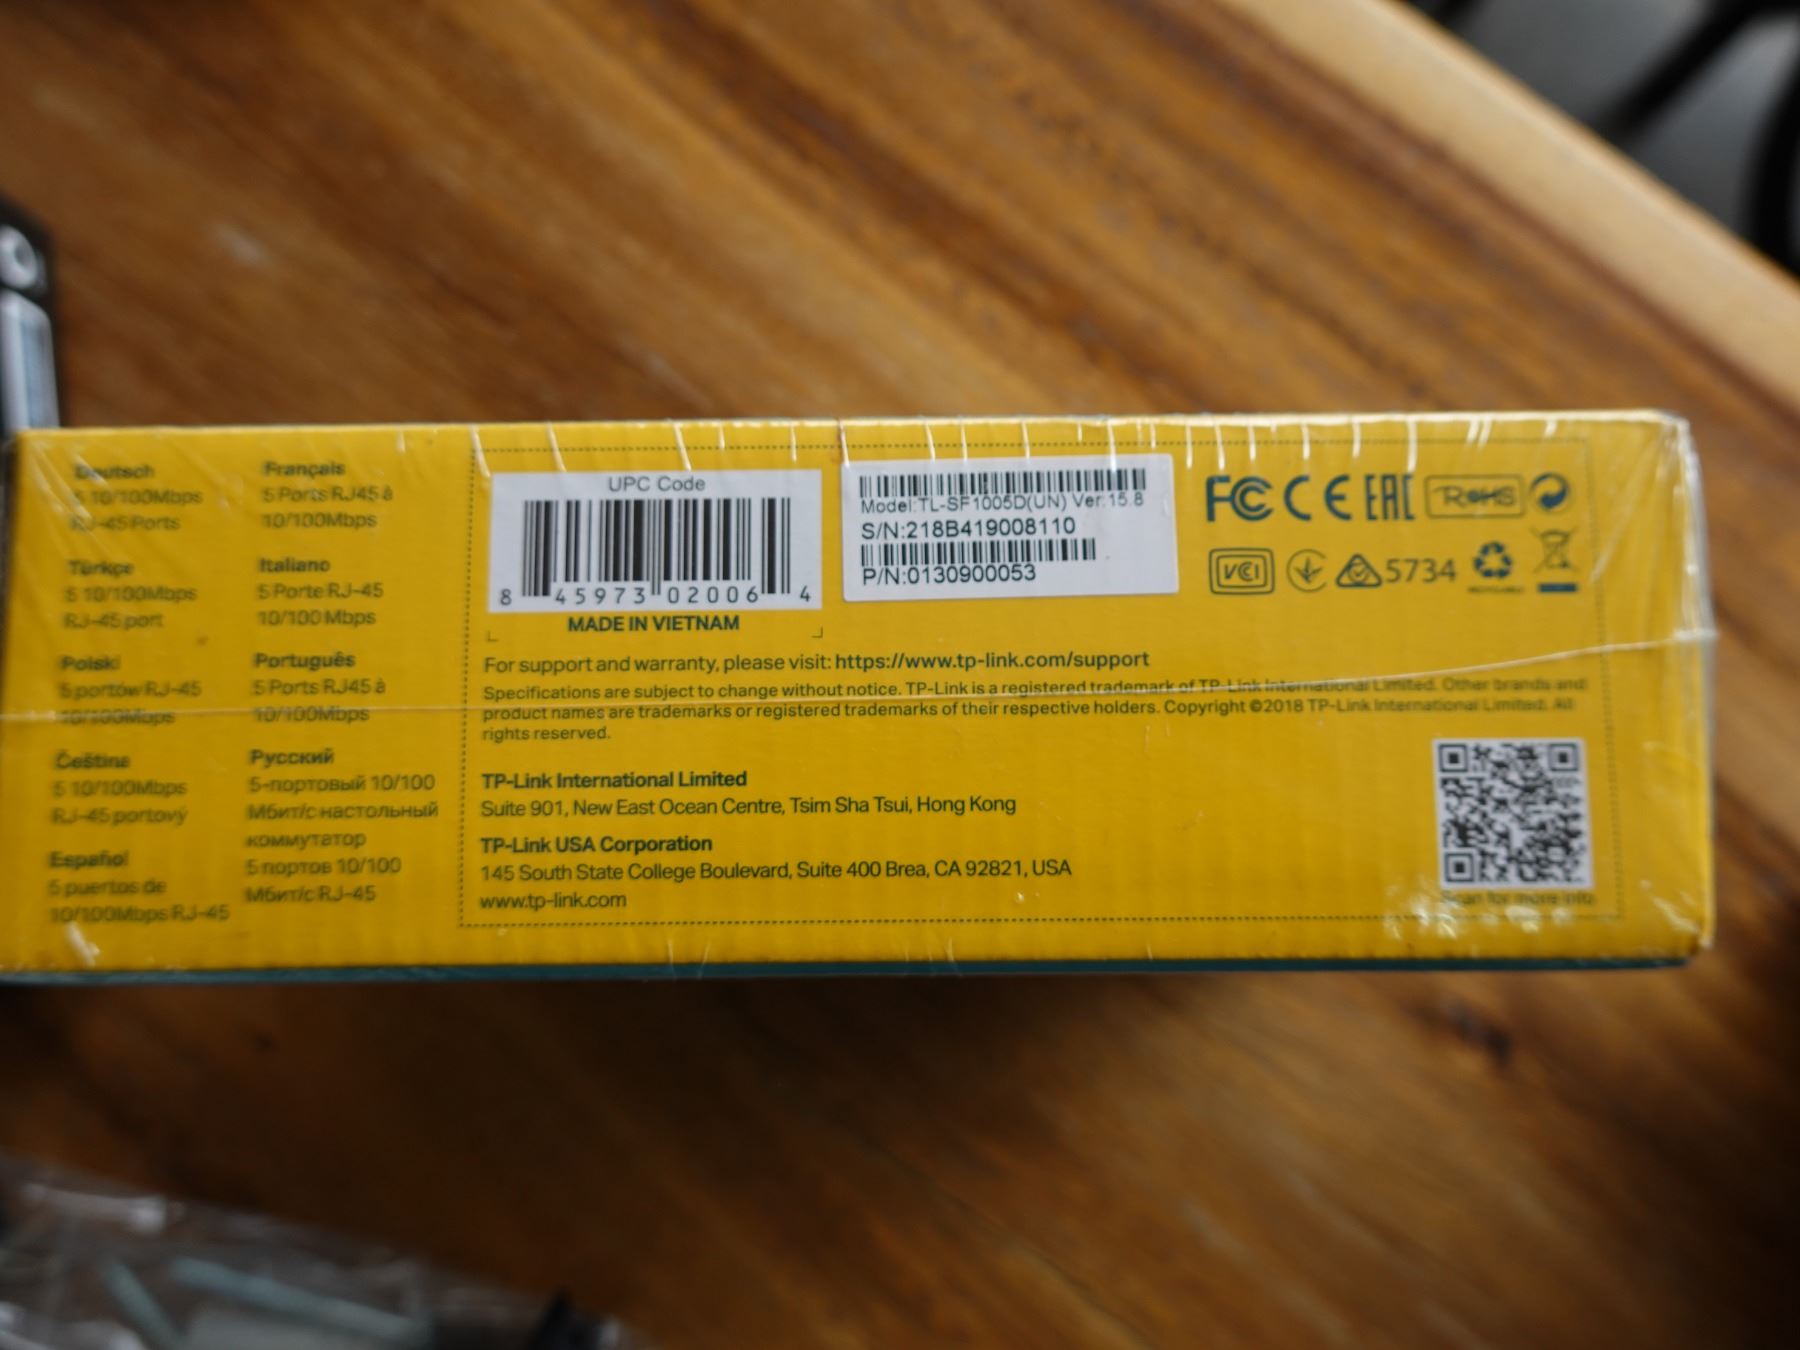 Deutsch
5 10/100Mbps
RJ-45 Ports
Türkçe
5 10/100Mbps
RJ-45 port
Polski
5 portów RJ-45
10/100Mbps
Čeština
5 10/100Mbps
RJ-45 portový
Español
5 puertos de
10/100Mbps RJ-45
Français
5 Ports RJ45 à
10/100Mbps
Italiano
5 Porte RJ-45
10/100 Mbps
Português
5 Ports RJ45 à
10/100Mbps
Русский
5-портовый 10/100
Мбит/с настольный
коммутатор
5 портов 10/100
Мбит/с RJ-45
UPC Code
8 45973 02006 4
MADE IN VIETNAM
Model:TL-SF1005D(UN) Ver:15.8
S/N:218B419008110
P/N:0130900053
FC CE EAC RoHS
VCCI 5734
For support and warranty, please visit: https://www.tp-link.com/support
Specifications are subject to change without notice. TP-Link is a registered trademark of TP-Link International Limited. Other brands and
product names are trademarks or registered trademarks of their respective holders. Copyright ©2018 TP-Link International Limited. All
rights reserved.
TP-Link International Limited
Suite 901, New East Ocean Centre, Tsim Sha Tsui, Hong Kong
TP-Link USA Corporation
145 South State College Boulevard, Suite 400 Brea, CA 92821, USA
www.tp-link.com
Scan for more info